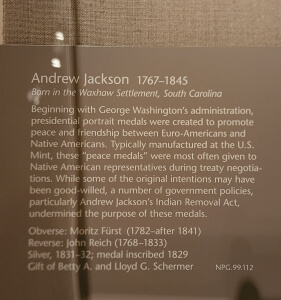 Andrew Jackson 1767–1845
Born in the Waxhaw Settlement, South Carolina
Beginning with George Washington's administration,
presidential portrait medals were created to promote
peace and friendship between Euro-Americans and
Native Americans. Typically manufactured at the U.S.
Mint, these "peace medals" were most often given to
Native American representatives during treaty negotia-
tions. While some of the original intentions may have
been good-willed, a number of government policies,
particularly Andrew Jackson's Indian Removal Act,
undermined the purpose of these medals.
Obverse: Moritz Fürst (1782–after 1841)
Reverse: John Reich (1768–1833)
Silver, 1831–32; medal inscribed 1829
Gift of Betty A. and Lloyd G. Schermer NPG.99.112